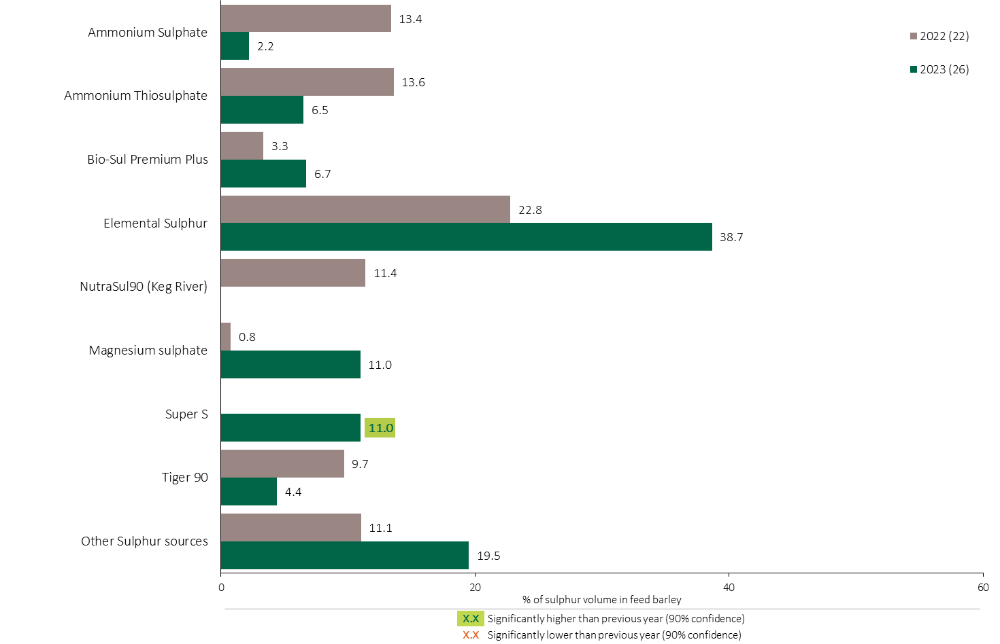 Ammonium Sulphate
13.4
2.2
2022 (22)
2023 (26)
Ammonium Thiosulphate
13.6
6.5
Bio-Sul Premium Plus
3.3
6.7
Elemental Sulphur
22.8
38.7
NutraSul90 (Keg River)
11.4
Magnesium sulphate
0.8
11.0
Super S
11.0
Tiger 90
9.7
4.4
Other Sulphur sources
11.1
19.5
0 20 40 60
% of sulphur volume in feed barley
X.X Significantly higher than previous year (90% confidence)
X.X Significantly lower than previous year (90% confidence)